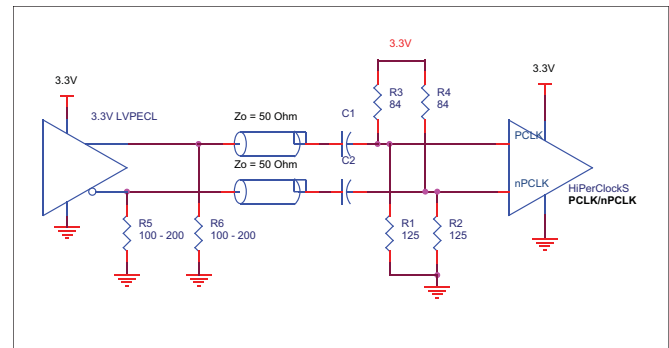 3.3V
3.3V
3.3V
3.3V LVPECL
Zo = 50 Ohm
C1
R3
84
R4
84
Zo = 50 Ohm
C2
PCLK
nPCLK
HiPerClockS
PCLK/nPCLK
R5
100 - 200
R6
100 - 200
R1
125
R2
125